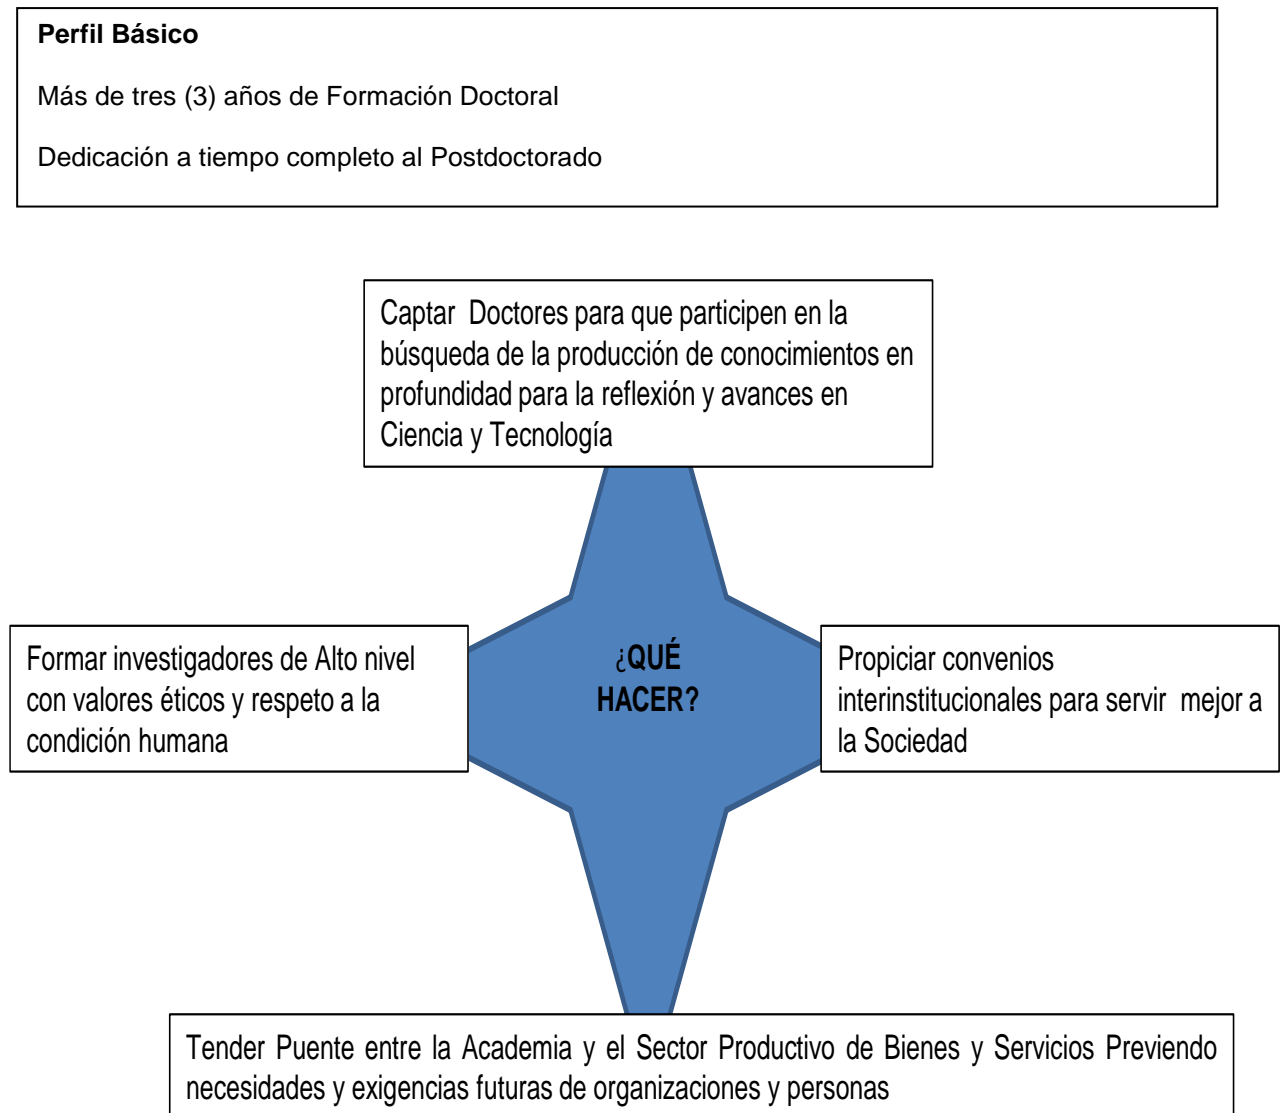 Perfil Básico
Más de tres (3) años de Formación Doctoral
Dedicación a tiempo completo al Postdoctorado
Captar Doctores para que participen en la
búsqueda de la producción de conocimientos en
profundidad para la reflexión y avances en
Ciencia y Tecnología
Formar investigadores de Alto nivel
con valores éticos y respeto a la
condición humana
¿QUÉ
HACER?
Propiciar convenios
interinstitucionales para servir mejor a
la Sociedad
Tender Puente entre la Academia y el Sector Productivo de Bienes y Servicios Previendo
necesidades y exigencias futuras de organizaciones y personas